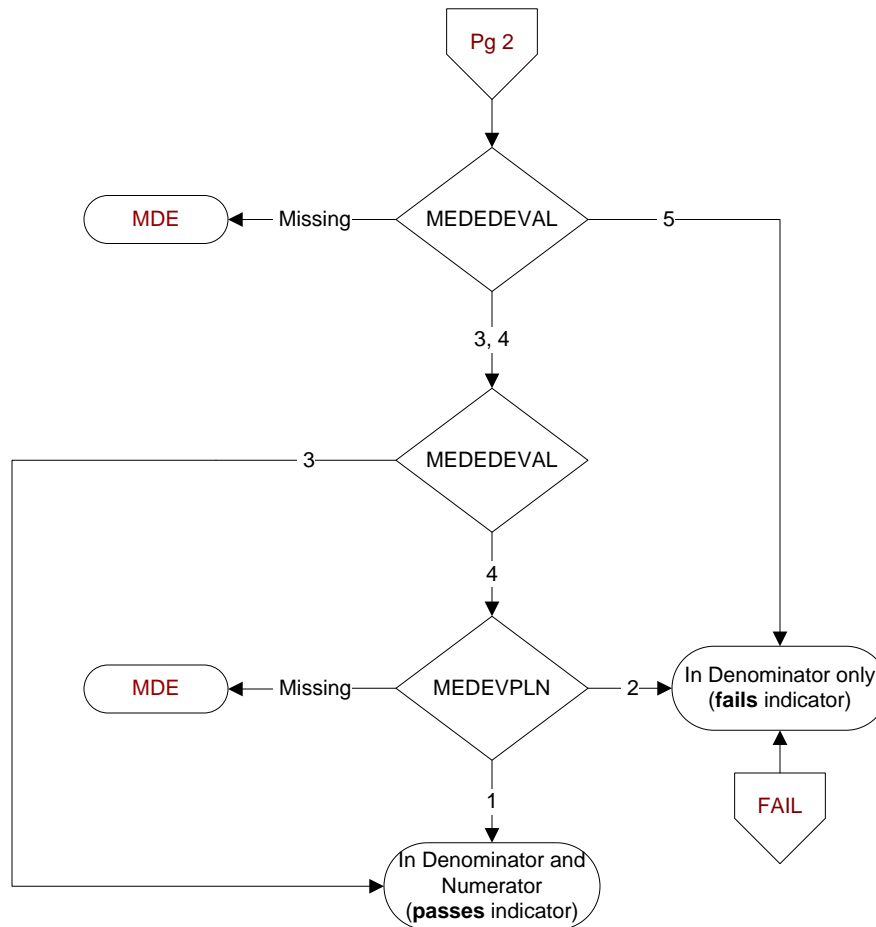 Pg 2
MDE
Missing
MEDEDEVAL
5
3, 4
3
MEDEDEVAL
4
MDE
Missing
MEDEVPLN
2
In Denominator only
(fails indicator)
1
FAIL
In Denominator and
Numerator
(passes indicator)